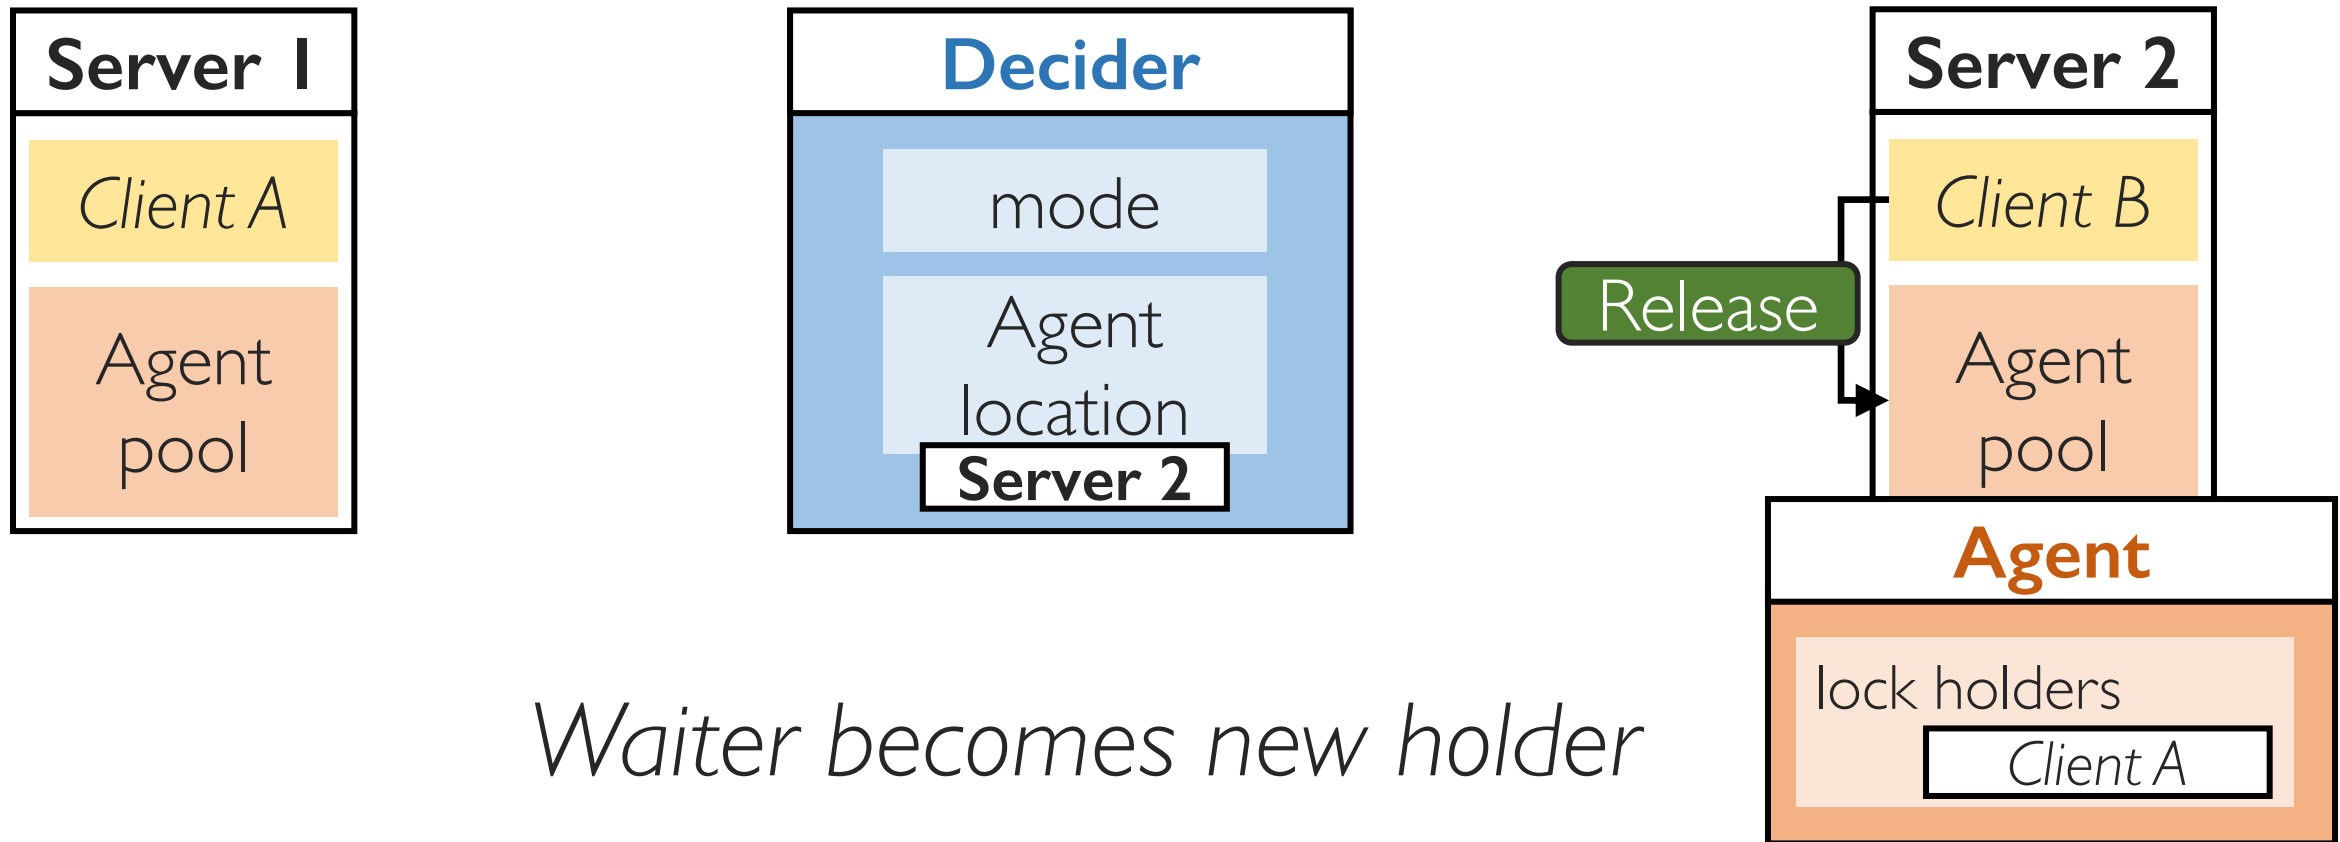 Server 1
Client A
Agent
pool
Decider
mode
Agent
location
Server 2
Server 2
Client B
Release
Agent
pool
Agent
lock holders
Client A
Waiter becomes new holder